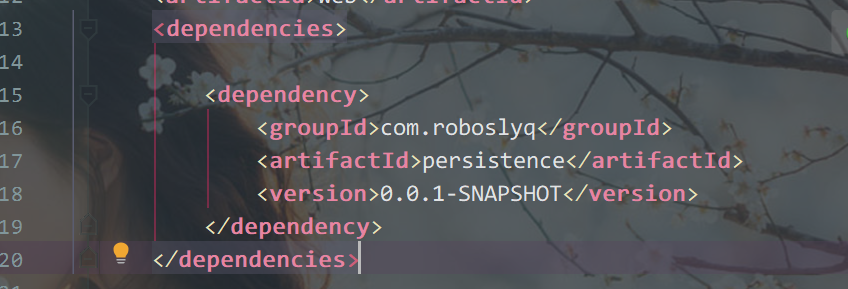 12 <artifactId>web</artifactId>
13 <dependencies>
14
15 <dependency>
16 <groupId>com.roboslyq</groupId>
17 <artifactId>persistence</artifactId>
18 <version>0.0.1-SNAPSHOT</version>
19 </dependency>
20 </dependencies>
21